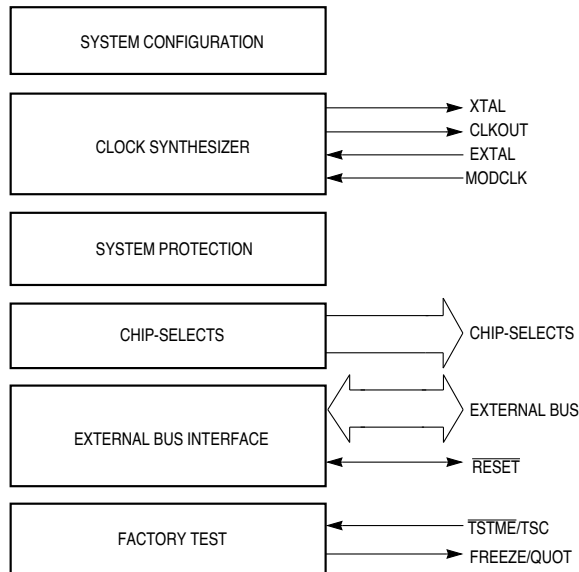 SYSTEM CONFIGURATION
CLOCK SYNTHESIZER
XTAL
CLKOUT
EXTAL
MODCLK
SYSTEM PROTECTION
CHIP-SELECTS
CHIP-SELECTS
EXTERNAL BUS INTERFACE
EXTERNAL BUS
RESET
FACTORY TEST
TSTME/TSC
FREEZE/QUOT